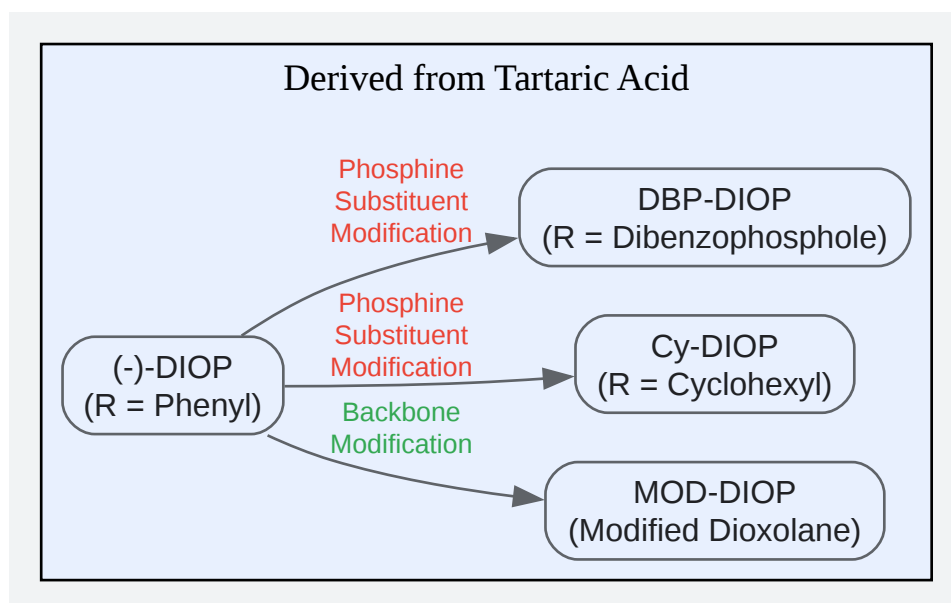 Derived from Tartaric Acid
Phosphine
Substituent
Modification
DBP-DIOP
(R = Dibenzophosphole)
Phosphine
Substituent
Modification
Cy-DIOP
(R = Cyclohexyl)
(-)-DIOP
(R = Phenyl)
Backbone
Modification
MOD-DIOP
(Modified Dioxolane)